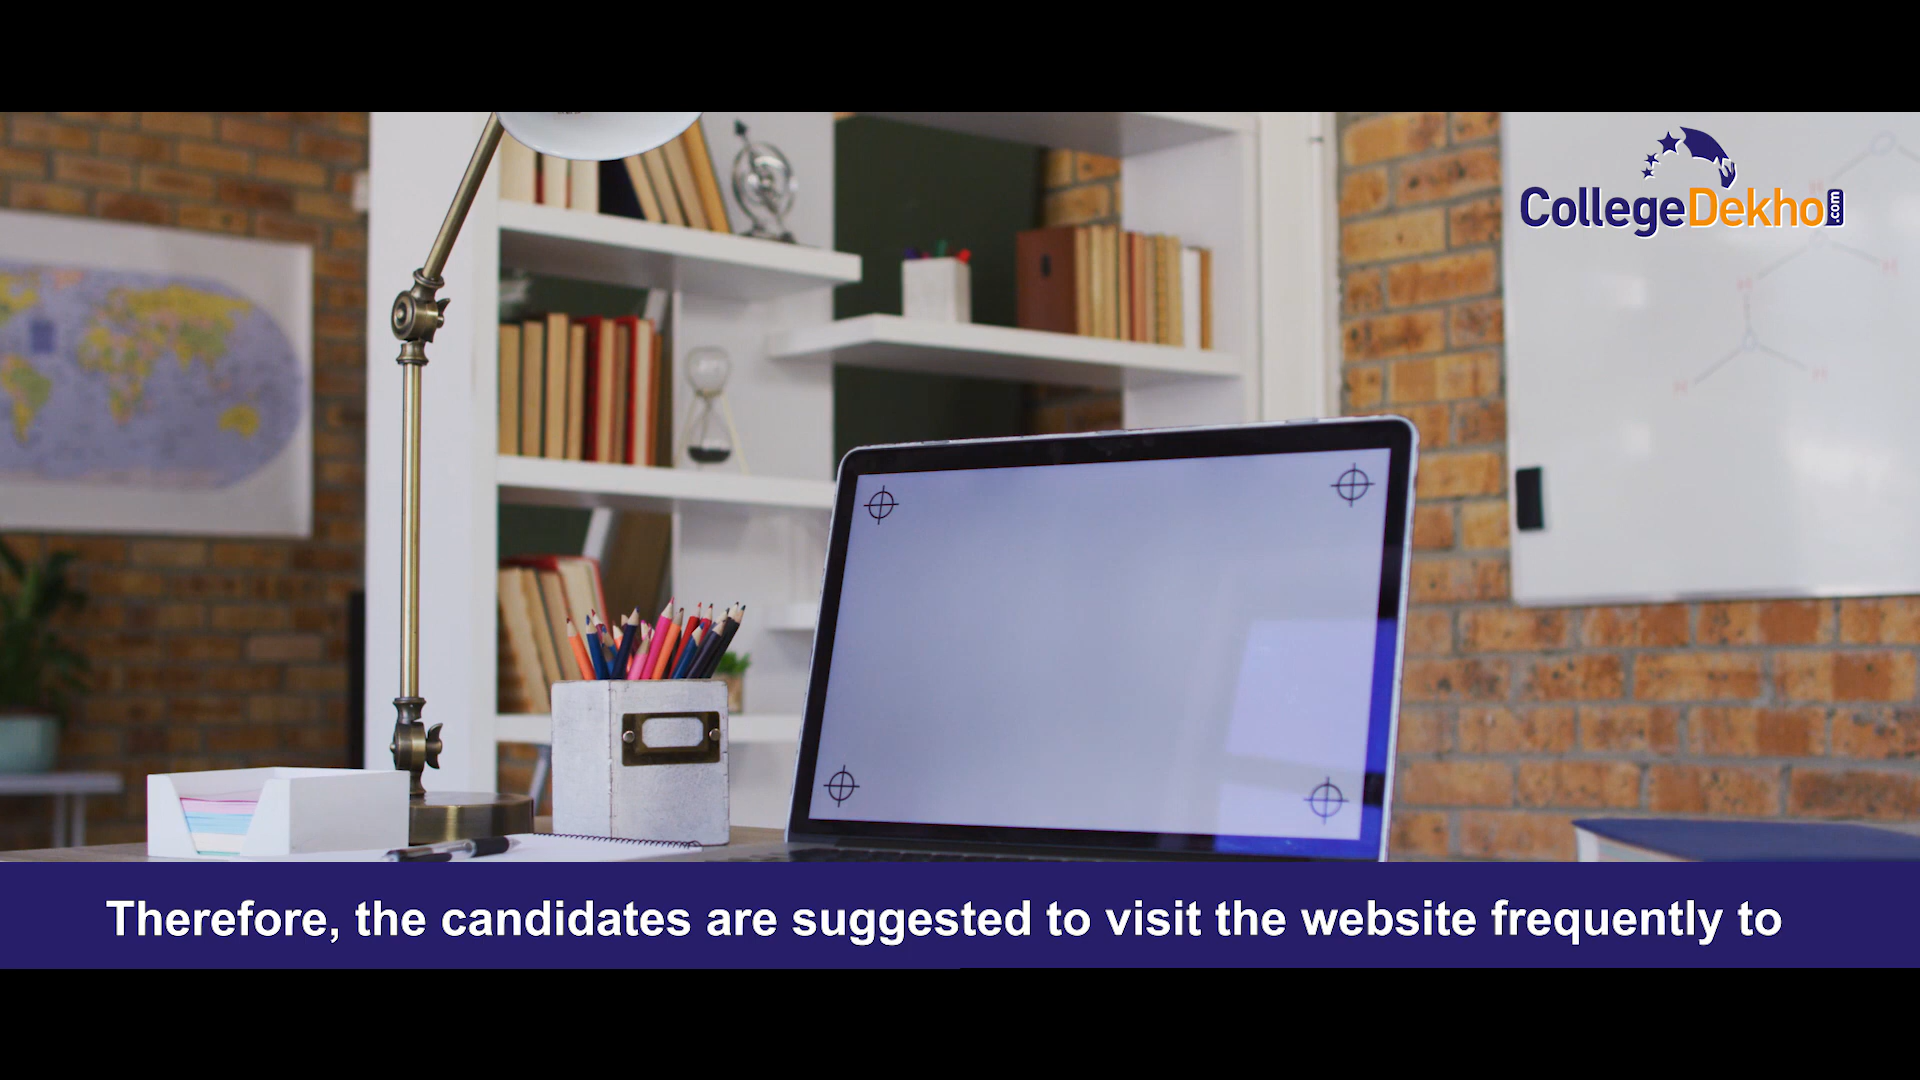 CollegeDekho.com
Therefore, the candidates are suggested to visit the website frequently to